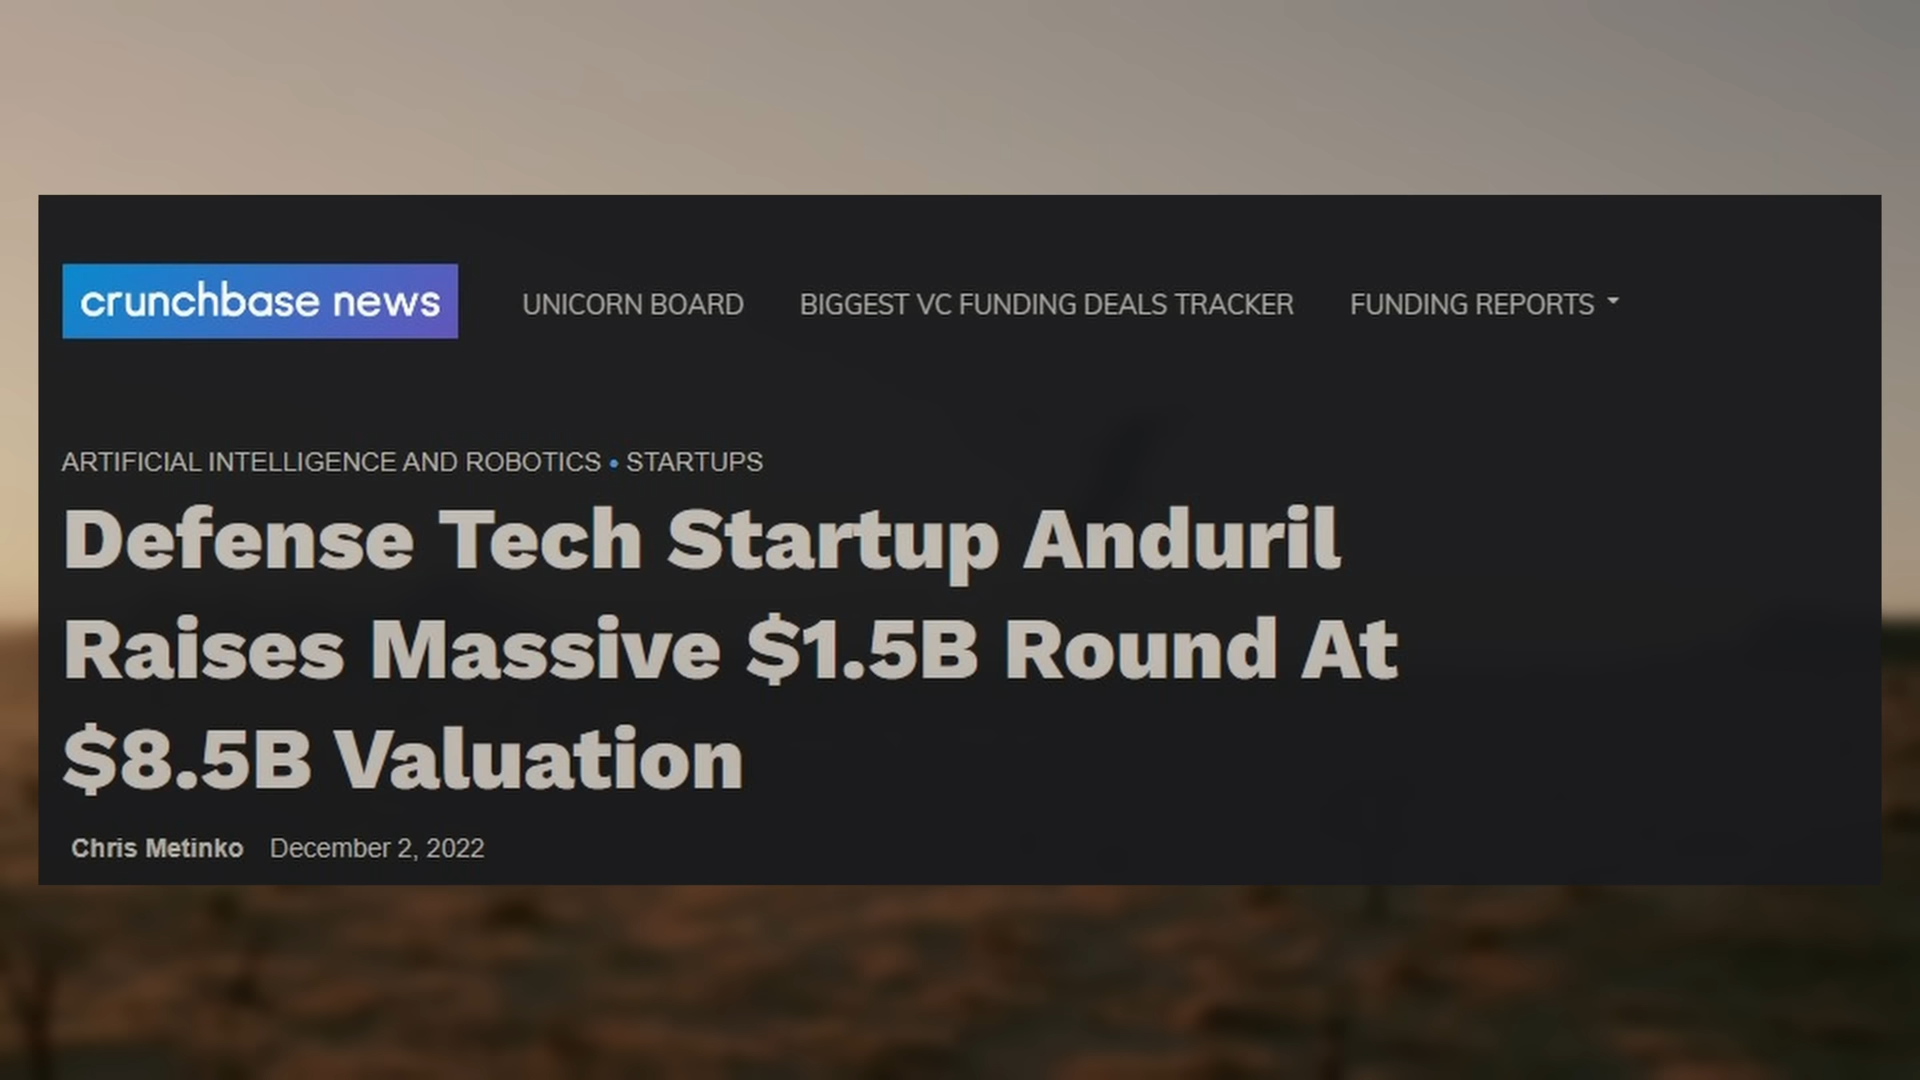 crunchbase news
UNICORN BOARD
BIGGEST VC FUNDING DEALS TRACKER
FUNDING REPORTS
ARTIFICIAL INTELLIGENCE AND ROBOTICS • STARTUPS
Defense Tech Startup Anduril
Raises Massive $1.5B Round At
$8.5B Valuation
Chris Metinko December 2, 2022